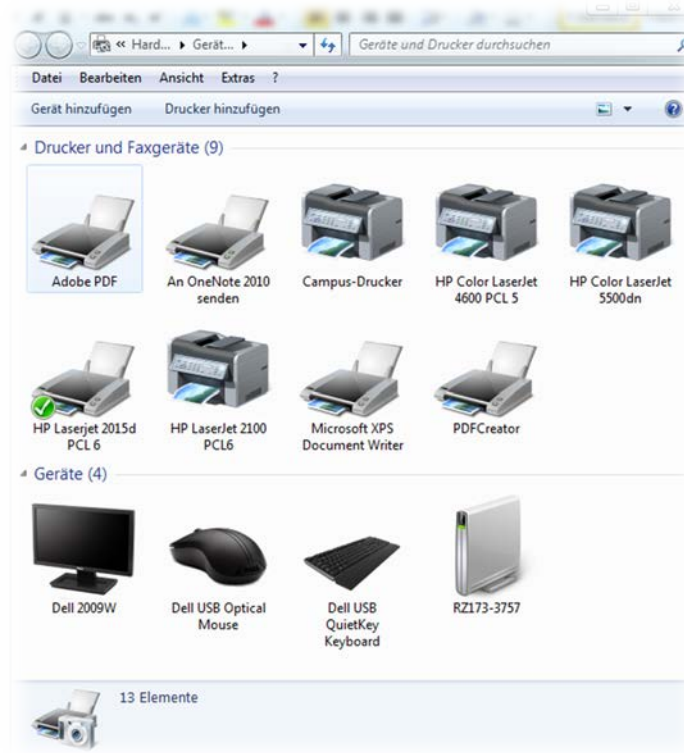 « Hard... ▸ Gerät... ▸
Geräte und Drucker durchsuchen
Datei Bearbeiten Ansicht Extras ?
Gerät hinzufügen Drucker hinzufügen
Drucker und Faxgeräte (9)
Adobe PDF
An OneNote 2010
senden
Campus-Drucker
HP Color LaserJet
4600 PCL 5
HP Color LaserJet
5500dn
HP Laserjet 2015d
PCL 6
HP LaserJet 2100
PCL6
Microsoft XPS
Document Writer
PDFCreator
Geräte (4)
Dell 2009W
Dell USB Optical
Mouse
Dell USB
QuietKey
Keyboard
RZ173-3757
13 Elemente